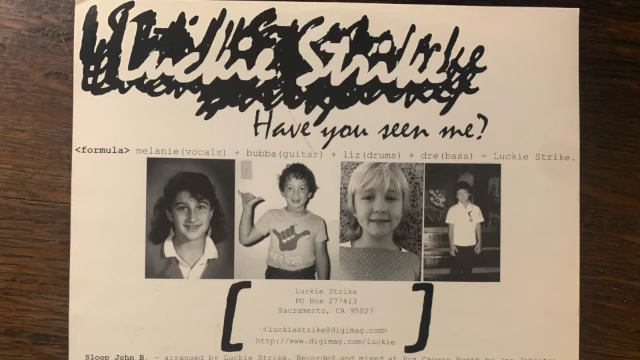 Luckie Strike
Have you seen me?
<formula> melanie(vocals) + bubba(guitar) + liz(drums) + dre(bass) = Luckie Strike.
Luckie Strike
PO Box 277413
Sacramento, CA 95827
<luckiestrike@digimag.com>
http://www.digimag.com/luckie
Sloop John B. - arranged by Luckie Strike. Recorded and mixed at